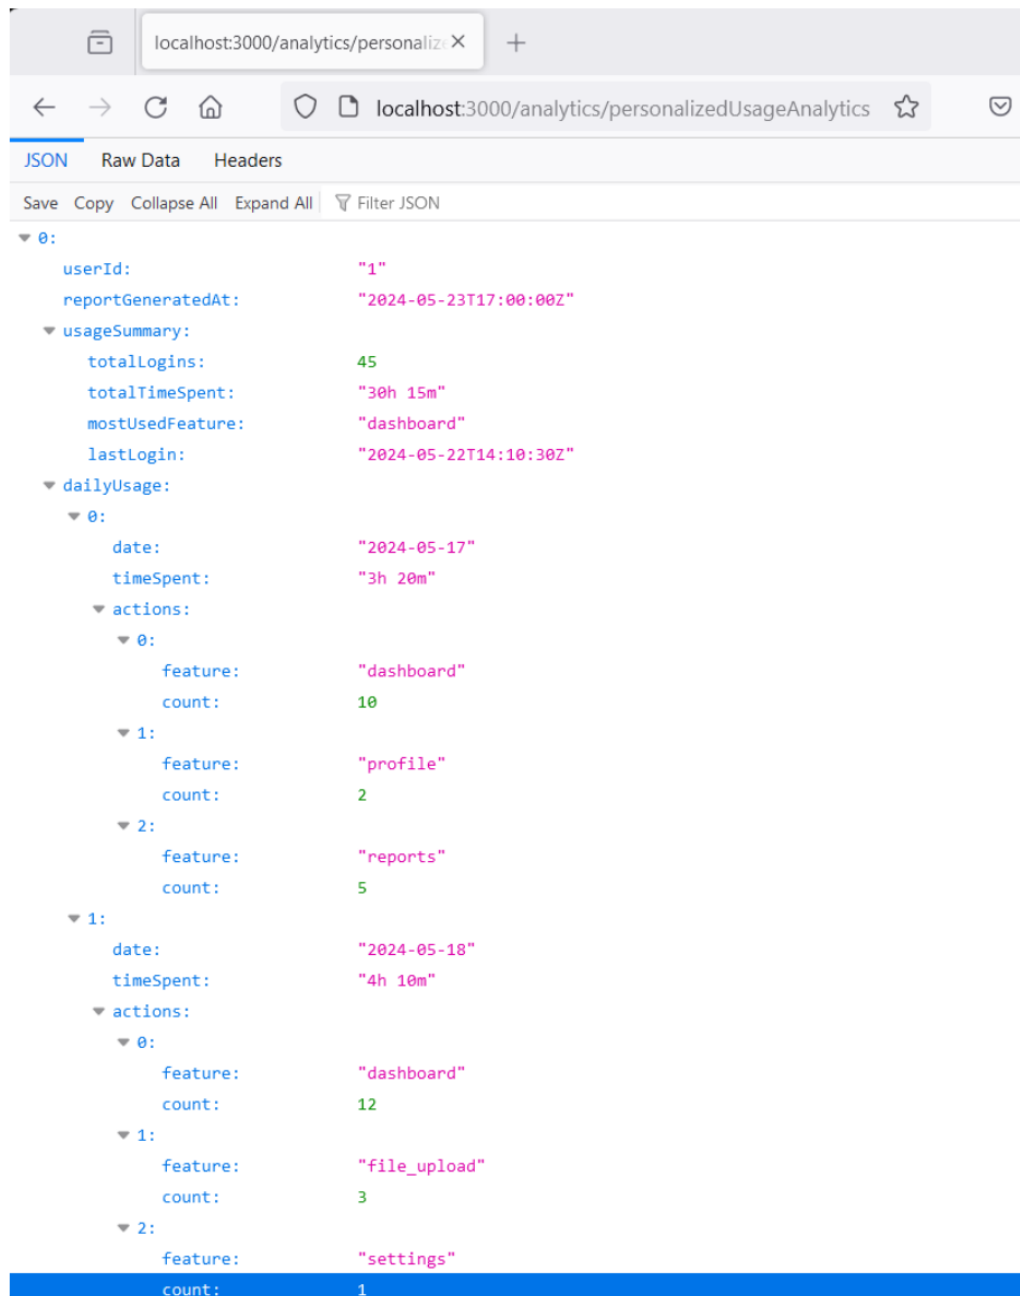 localhost:3000/analytics/personaliz
localhost:3000/analytics/personalizedUsageAnalytics
JSON Raw Data Headers
Save Copy Collapse All Expand All Filter JSON
0:
userId: "1"
reportGeneratedAt: "2024-05-23T17:00:00Z"
usageSummary:
totalLogins: 45
totalTimeSpent: "30h 15m"
mostUsedFeature: "dashboard"
lastLogin: "2024-05-22T14:10:30Z"
dailyUsage:
0:
date: "2024-05-17"
timeSpent: "3h 20m"
actions:
0:
feature: "dashboard"
count: 10
1:
feature: "profile"
count: 2
2:
feature: "reports"
count: 5
1:
date: "2024-05-18"
timeSpent: "4h 10m"
actions:
0:
feature: "dashboard"
count: 12
1:
feature: "file_upload"
count: 3
2:
feature: "settings"
count: 1